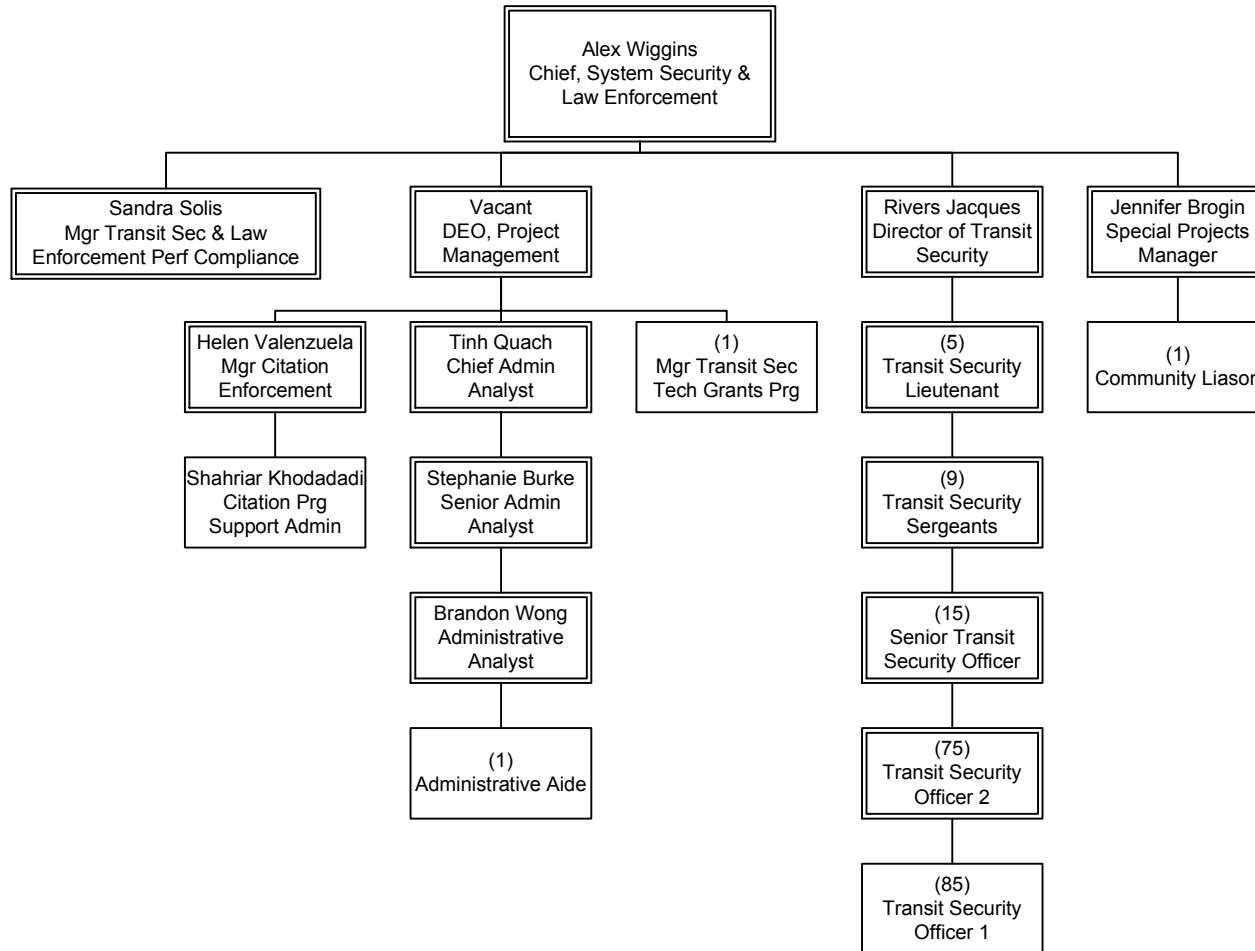 Alex Wiggins
Chief, System Security &
Law Enforcement
Sandra Solis
Mgr Transit Sec & Law
Enforcement Perf Compliance
Vacant
DEO, Project
Management
Rivers Jacques
Director of Transit
Security
Jennifer Brogin
Special Projects
Manager
Helen Valenzuela
Mgr Citation
Enforcement
Tinh Quach
Chief Admin
Analyst
(1)
Mgr Transit Sec
Tech Grants Prg
(5)
Transit Security
Lieutenant
(1)
Community Liason
Shahriar Khodadadi
Citation Prg
Support Admin
Stephanie Burke
Senior Admin
Analyst
(9)
Transit Security
Sergeants
Brandon Wong
Administrative
Analyst
(15)
Senior Transit
Security Officer
(1)
Administrative Aide
(75)
Transit Security
Officer 2
(85)
Transit Security
Officer 1